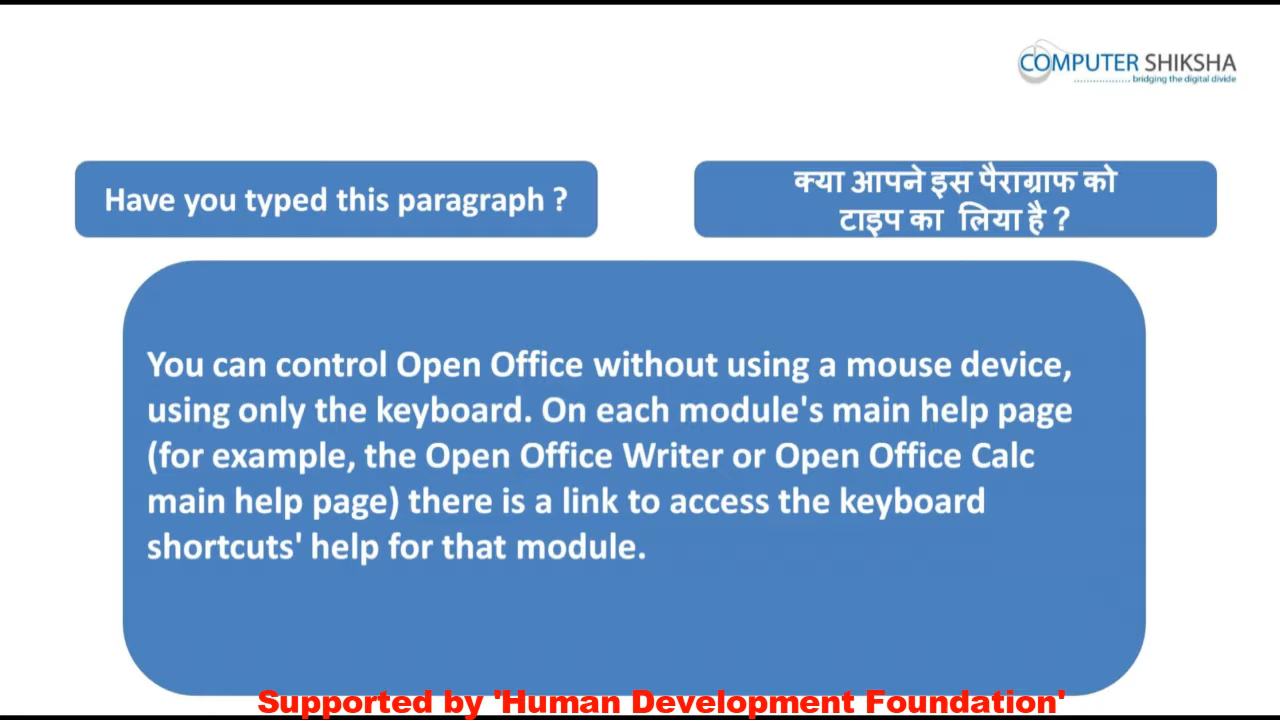 COMPUTER SHIKSHA
.................. bridging the digital divide
Have you typed this paragraph ?
क्या आपने इस पैराग्राफ को
टाइप का लिया है ?
You can control Open Office without using a mouse device,
using only the keyboard. On each module's main help page
(for example, the Open Office Writer or Open Office Calc
main help page) there is a link to access the keyboard
shortcuts' help for that module.
Supported by 'Human Development Foundation'